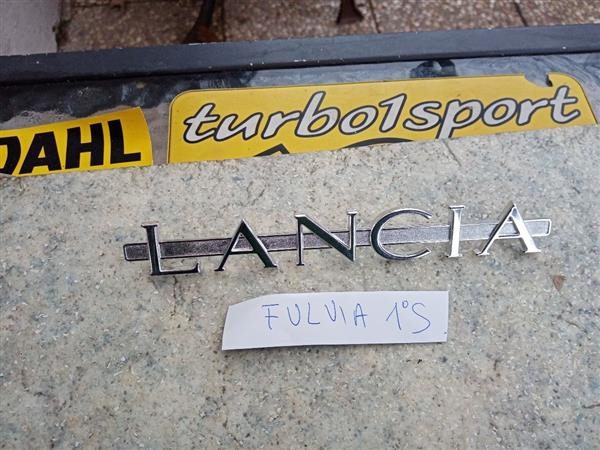 turbo1sport
DAHL
LANCIA
FULVIA 1°S